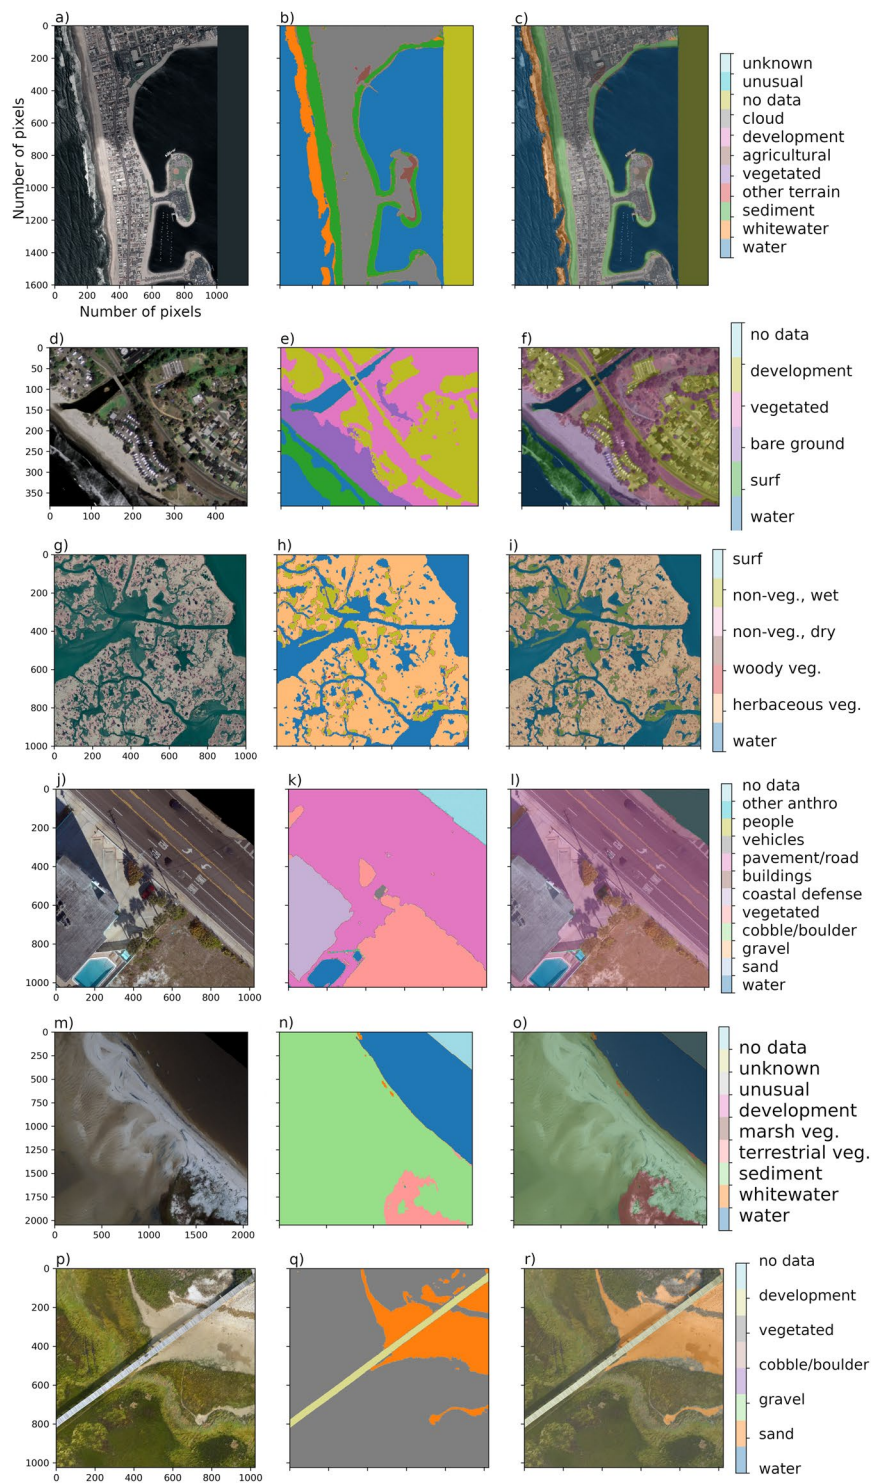 a)
b)
c)
0
200
400
600
800
1000
1200
1400
1600
Number of pixels
0 200 400 600 800 1000
Number of pixels
unknown
unusual
no data
cloud
development
agricultural
vegetated
other terrain
sediment
whitewater
water
d)
e)
f)
0
50
100
150
200
250
300
350
0 100 200 300 400
no data
development
vegetated
bare ground
surf
water
g)
h)
i)
0
200
400
600
800
1000
0 200 400 600 800 1000
surf
non-veg., wet
non-veg., dry
woody veg.
herbaceous veg.
water
j)
k)
l)
0
200
400
600
800
1000
0 200 400 600 800 1000
no data
other anthro
people
vehicles
pavement/road
buildings
coastal defense
vegetated
cobble/boulder
gravel
sand
water
m)
n)
o)
0
250
500
750
1000
1250
1500
1750
2000
0 500 1000 1500 2000
no data
unknown
unusual
development
marsh veg.
terrestrial veg.
sediment
whitewater
water
p)
q)
r)
0
200
400
600
800
1000
0 200 400 600 800 1000
no data
development
vegetated
cobble/boulder
gravel
sand
water